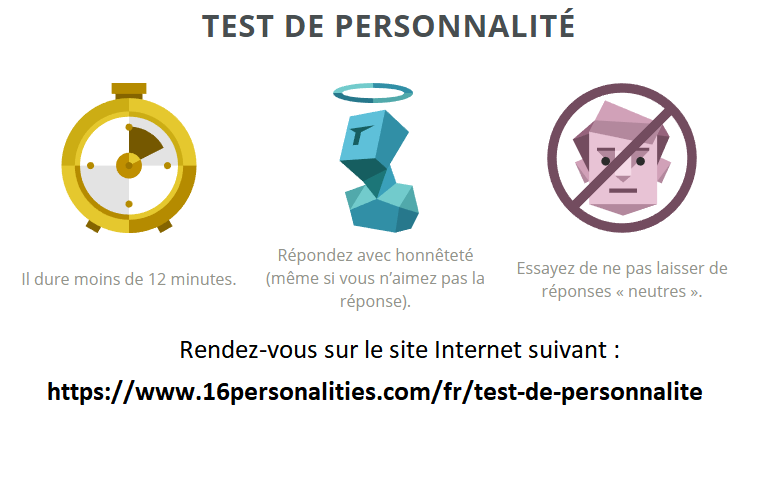 TEST DE PERSONNALITÉ
Il dure moins de 12 minutes.
Répondez avec honnêteté
(même si vous n'aimez pas la
réponse).
Essayez de ne pas laisser de
réponses « neutres ».
Rendez-vous sur le site Internet suivant :
https://www.16personalities.com/fr/test-de-personnalite